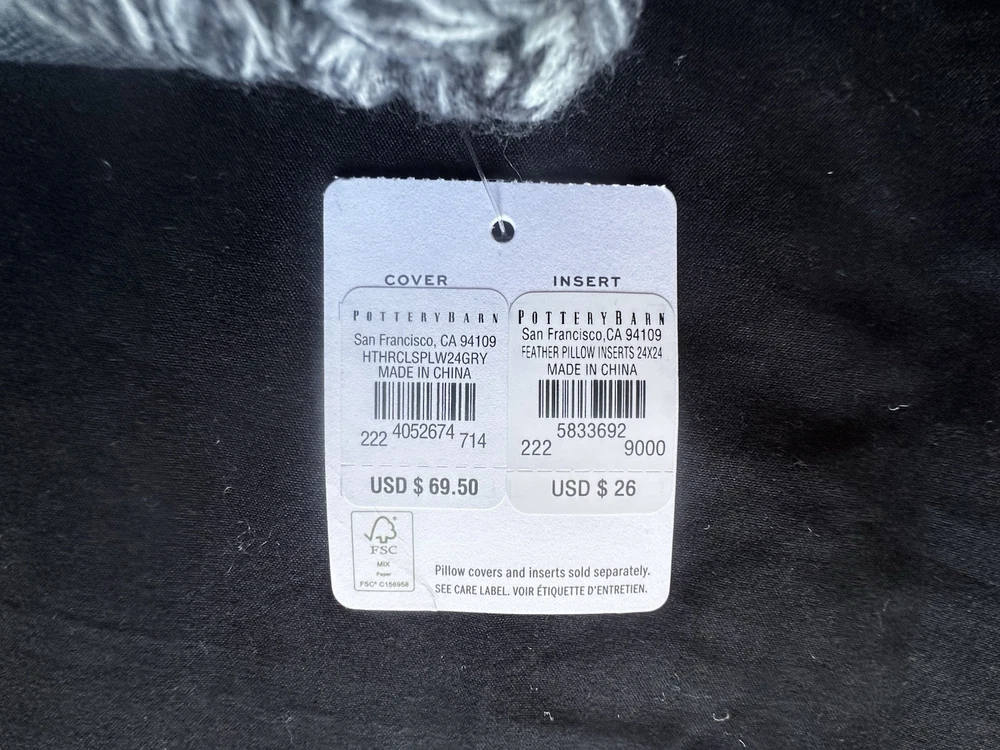 COVER
POTTERYBARN
San Francisco, CA 94109
HTHRCLSPLW24GRY
MADE IN CHINA
222 4052674 714
USD $ 69.50
INSERT
POTTERYBARN
San Francisco,CA 94109
FEATHER PILLOW INSERTS 24X24
MADE IN CHINA
5833692
222 9000
USD $ 26
FSC
MIX
Paper
FSC® C156958
Pillow covers and inserts sold separately.
SEE CARE LABEL. VOIR ÉTIQUETTE D'ENTRETIEN.